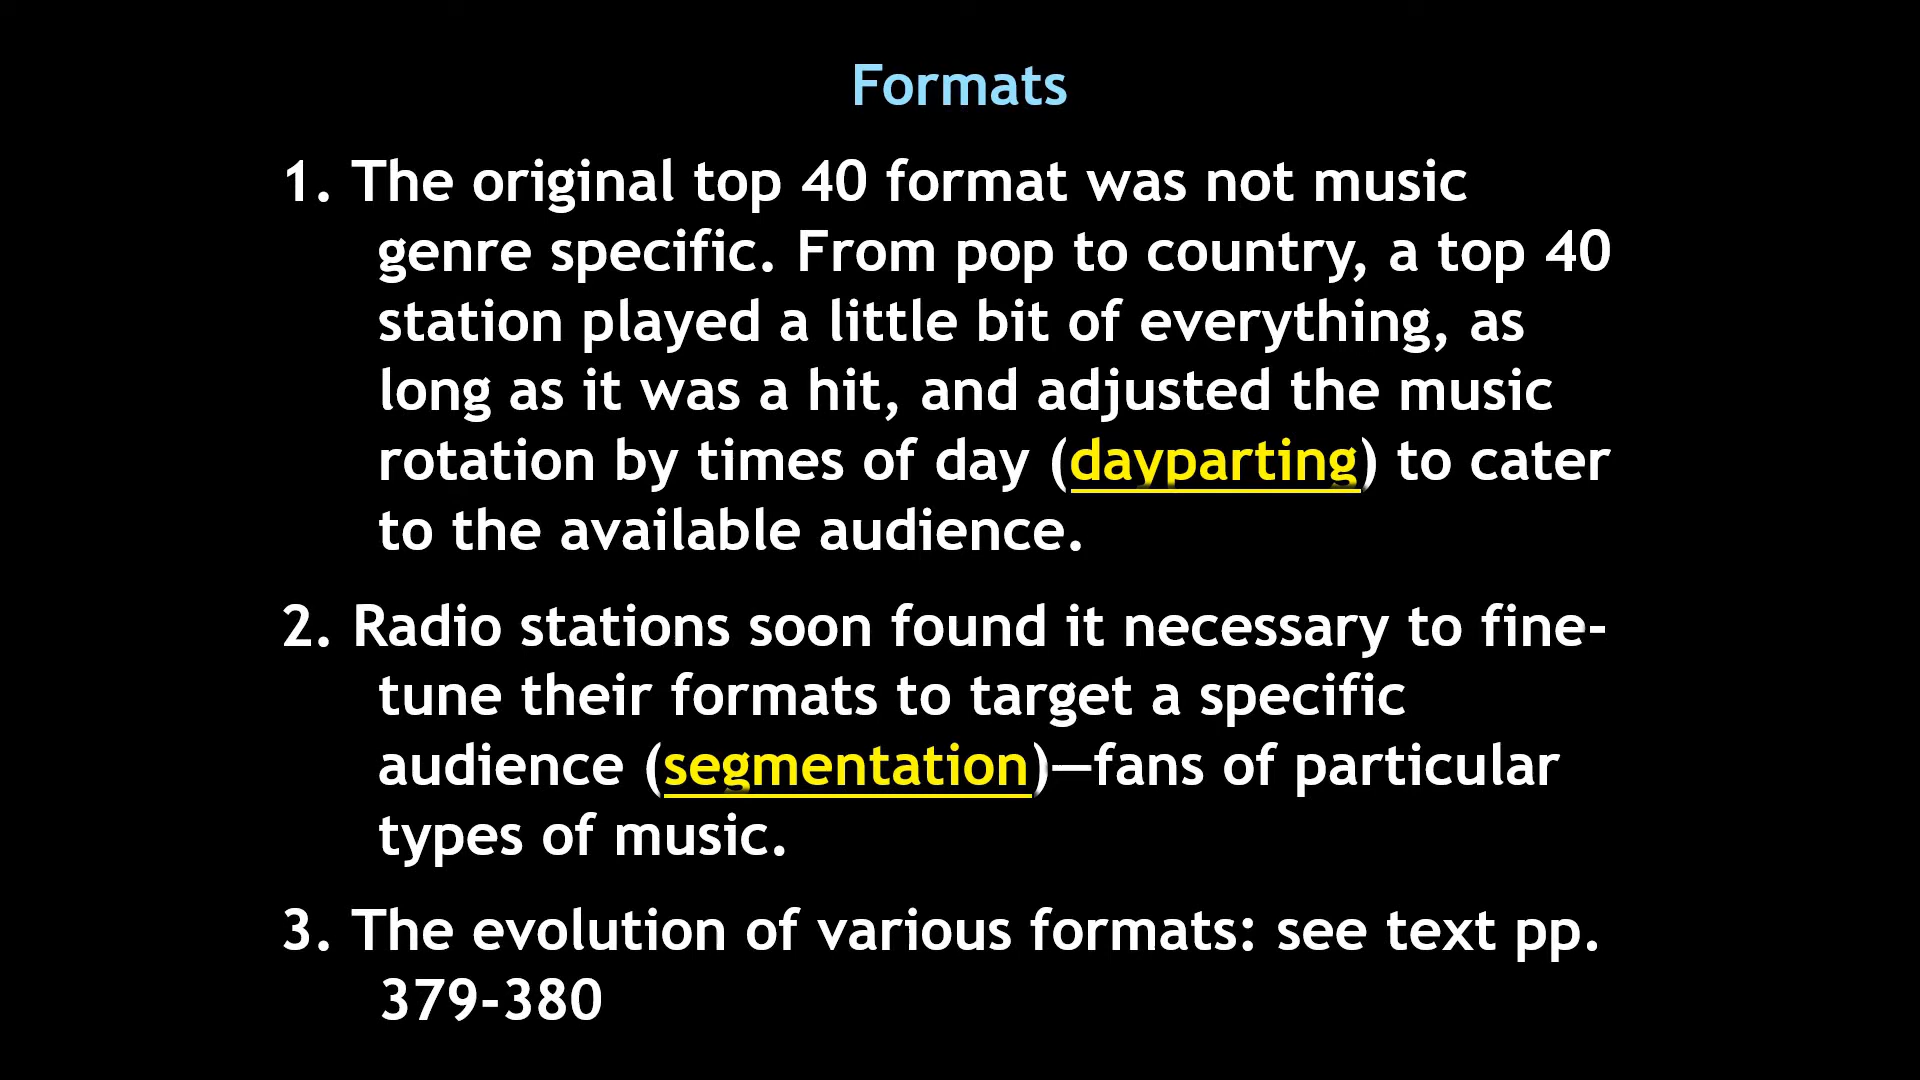 Formats
1. The original top 40 format was not music
genre specific. From pop to country, a top 40
station played a little bit of everything, as
long as it was a hit, and adjusted the music
rotation by times of day (dayparting) to cater
to the available audience.
2. Radio stations soon found it necessary to fine-
tune their formats to target a specific
audience (segmentation)—fans of particular
types of music.
3. The evolution of various formats: see text pp.
379-380